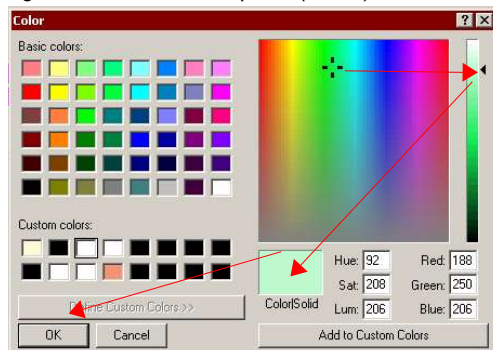 Color
Basic colors:
Custom colors:
Define Custom Colors >>
OK
Cancel
Color|Solid
Hue: 92
Sat: 208
Lum: 206
Red: 188
Green: 250
Blue: 206
Add to Custom Colors